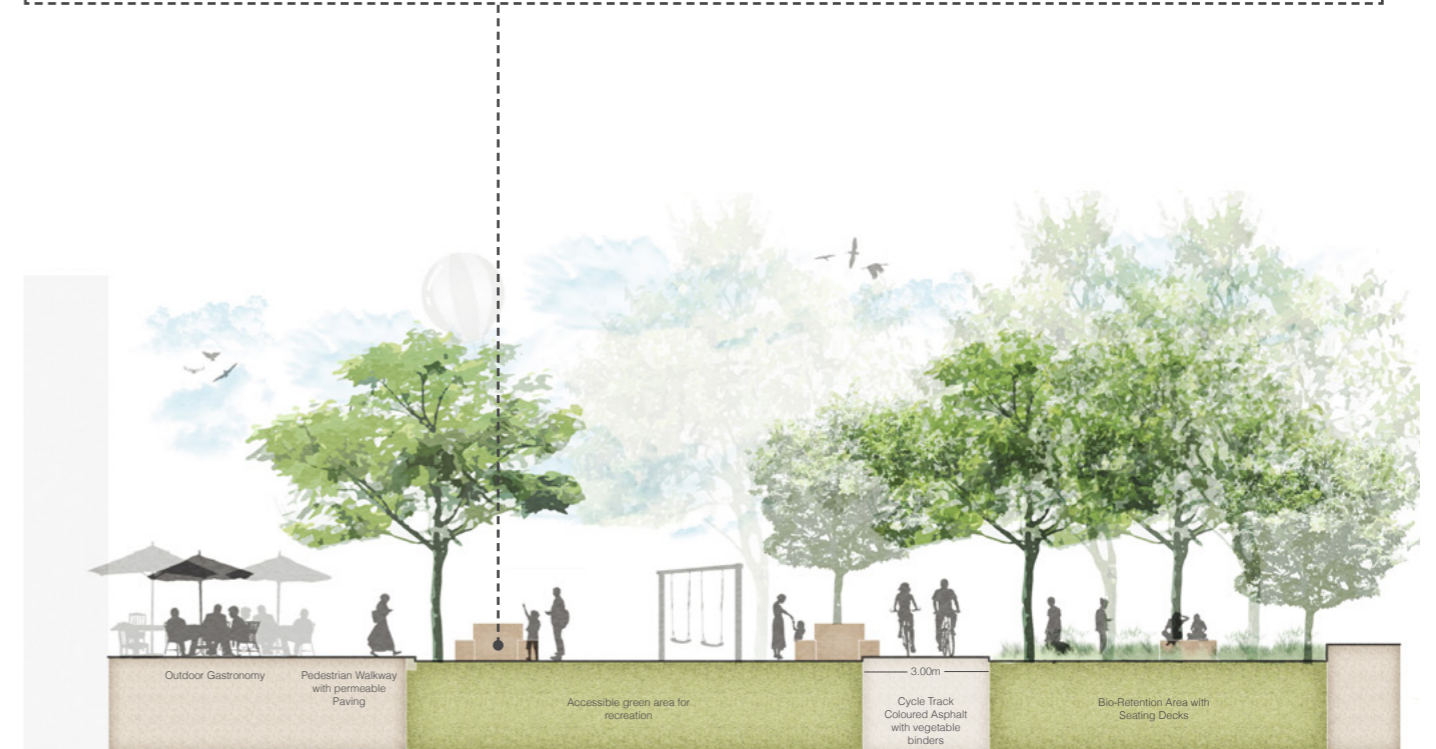 Outdoor Gastronomy
Pedestrian Walkway
with permeable
Paving
Accessible green area for
recreation
3.00m
Cycle Track
Coloured Asphalt
with vegetable
binders
Bio-Retention Area with
Seating Decks